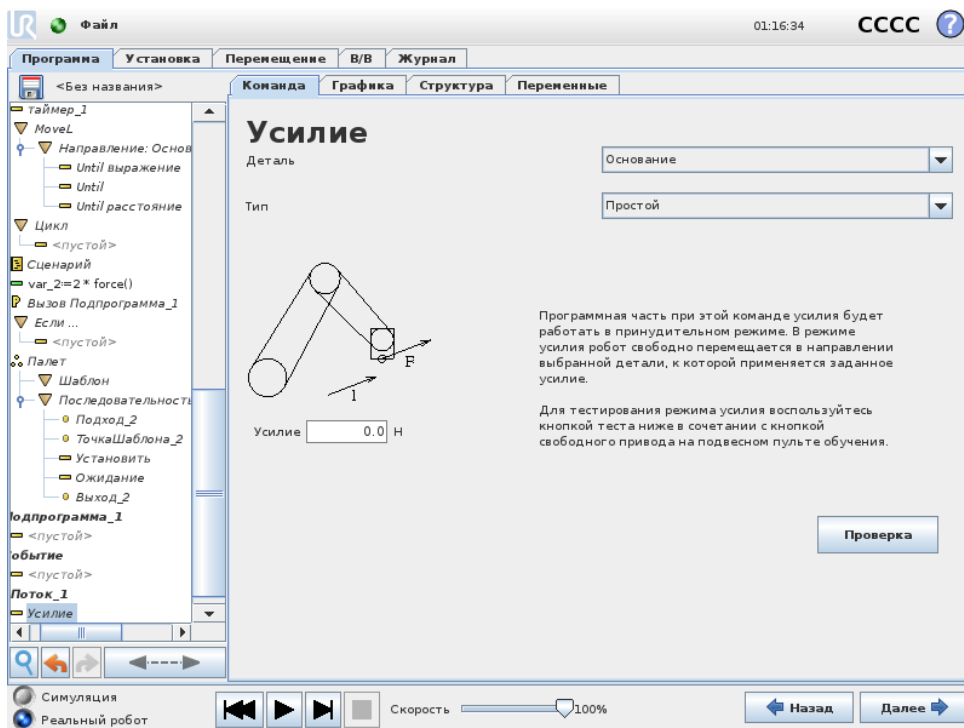 UR Файл 01:16:34 CCCC ?
Программа Установка Перемещение В/В Журнал
<Без названия>
Команда Графика Структура Переменные
таймер_1
MoveL
Направление: Основ
Until выражение
Until
Until расстояние
Цикл
<пустой>
Сценарий
var_2:=2 * force()
Вызов Подпрограмма_1
Если ...
<пустой>
Палет
Шаблон
Последовательность
Подход_2
ТочкаШаблона_2
Установить
Ожидание
Выход_2
Подпрограмма_1
<пустой>
Событие
<пустой>
Поток_1
Усилие
Усилие
Деталь Основание
Тип Простой
F
1
Усилие 0.0 Н
Программная часть при этой команде усилия будет
работать в принудительном режиме. В режиме
усилия робот свободно перемещается в направлении
выбранной детали, к которой применяется заданное
усилие.
Для тестирования режима усилия воспользуйтесь
кнопкой теста ниже в сочетании с кнопкой
свободного привода на подвесном пульте обучения.
Проверка
Симуляция
Реальный робот
Скорость 100%
Назад Далее